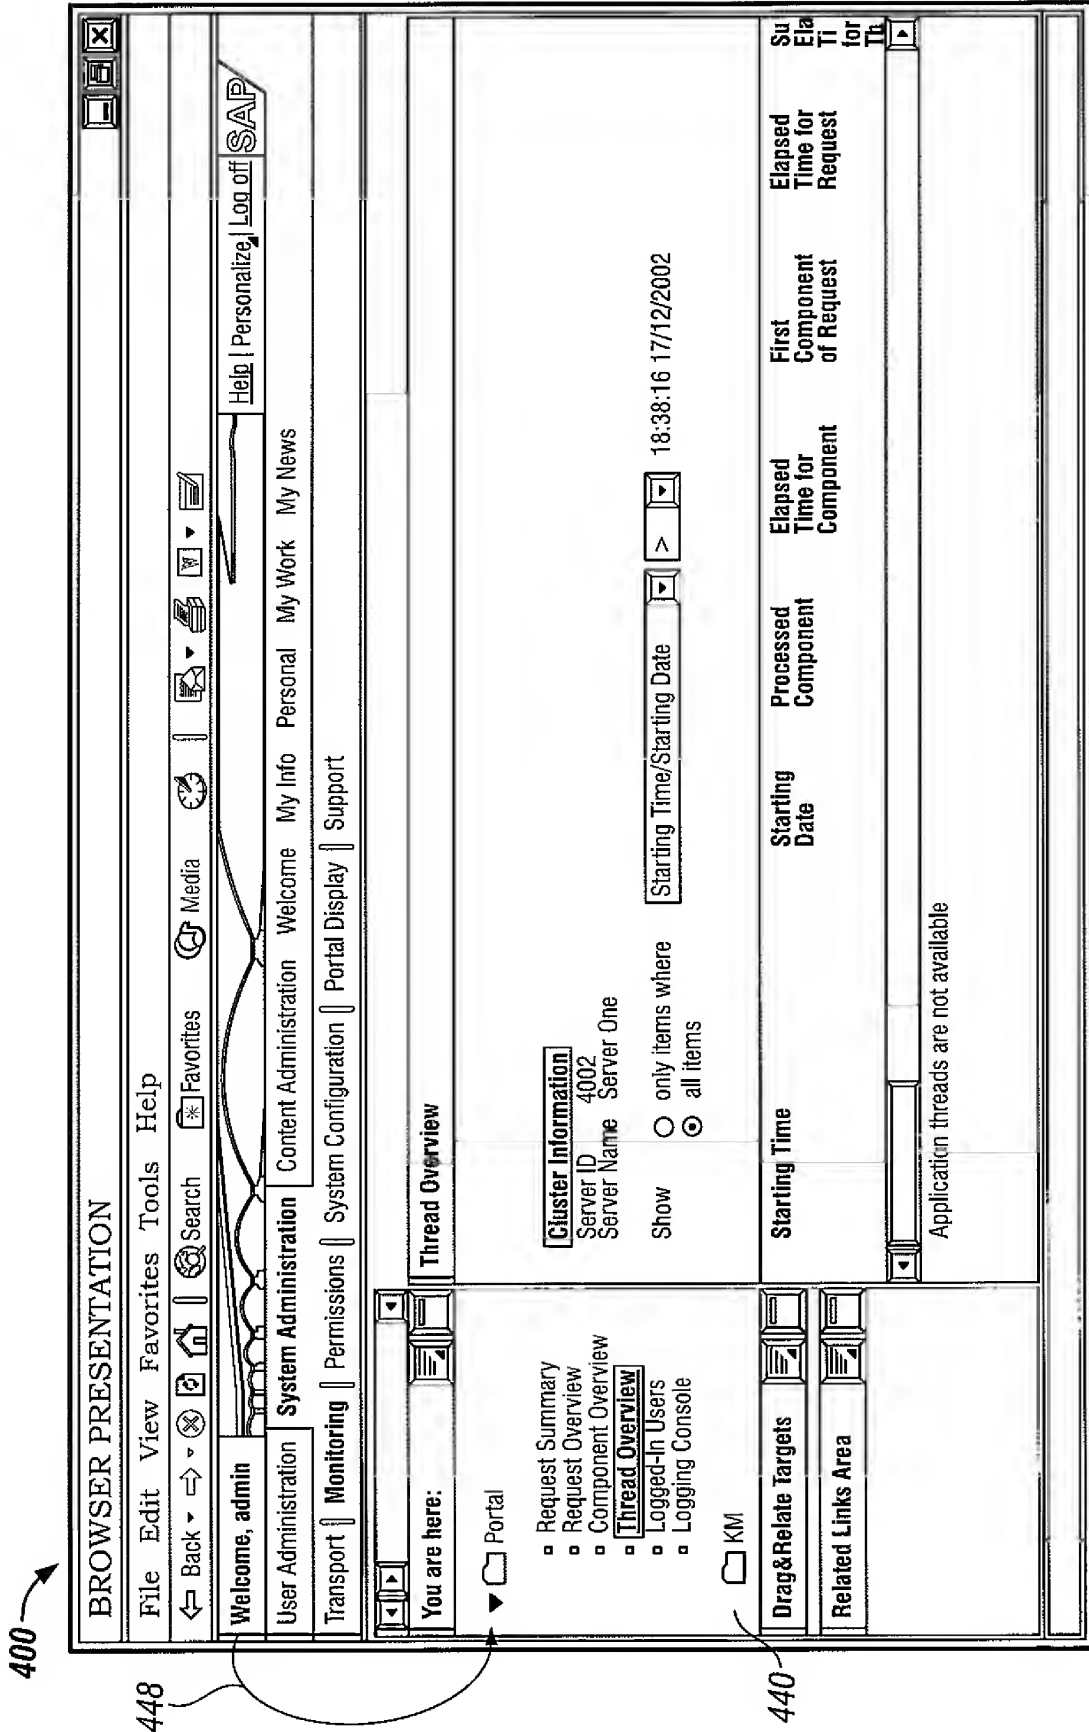 400
BROWSER PRESENTATION
File Edit View Favorites Tools Help
Back Search Favorites Media W
Welcome, admin Help | Personalize | Log off SAP
User Administration System Administration Content Administration Welcome My Info Personal My Work My News
Transport Monitoring Permissions System Configuration Portal Display Support
448
You are here:
Portal
Request Summary
Request Overview
Component Overview
Thread Overview
Logged-In Users
Logging Console
KM
440
Drag&Relate Targets
Related Links Area
Thread Overview
Cluster Information
Server ID 4002
Server Name Server One
Show only items where Starting Time/Starting Date > 18:38:16 17/12/2002
all items
Starting Time
Starting
Date
Processed
Component
Elapsed
Time for
Component
First
Component
of Request
Elapsed
Time for
Request
Su
Ela
Ti
for
Th
Application threads are not available